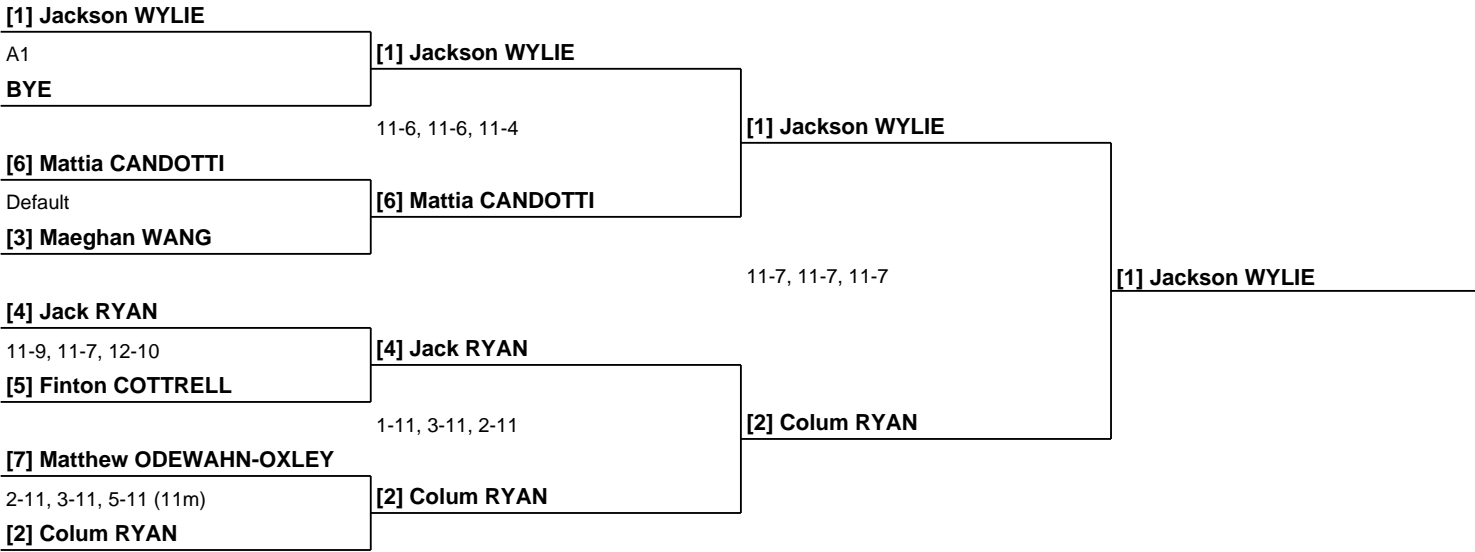 [1] Jackson WYLIE
A1
[1] Jackson WYLIE
BYE
11-6, 11-6, 11-4
[1] Jackson WYLIE
[6] Mattia CANDOTTI
Default
[6] Mattia CANDOTTI
[3] Maeghan WANG
11-7, 11-7, 11-7
[1] Jackson WYLIE
[4] Jack RYAN
11-9, 11-7, 12-10
[4] Jack RYAN
[5] Finton COTTRELL
1-11, 3-11, 2-11
[2] Colum RYAN
[7] Matthew ODEWAHN-OXLEY
2-11, 3-11, 5-11 (11m)
[2] Colum RYAN
[2] Colum RYAN